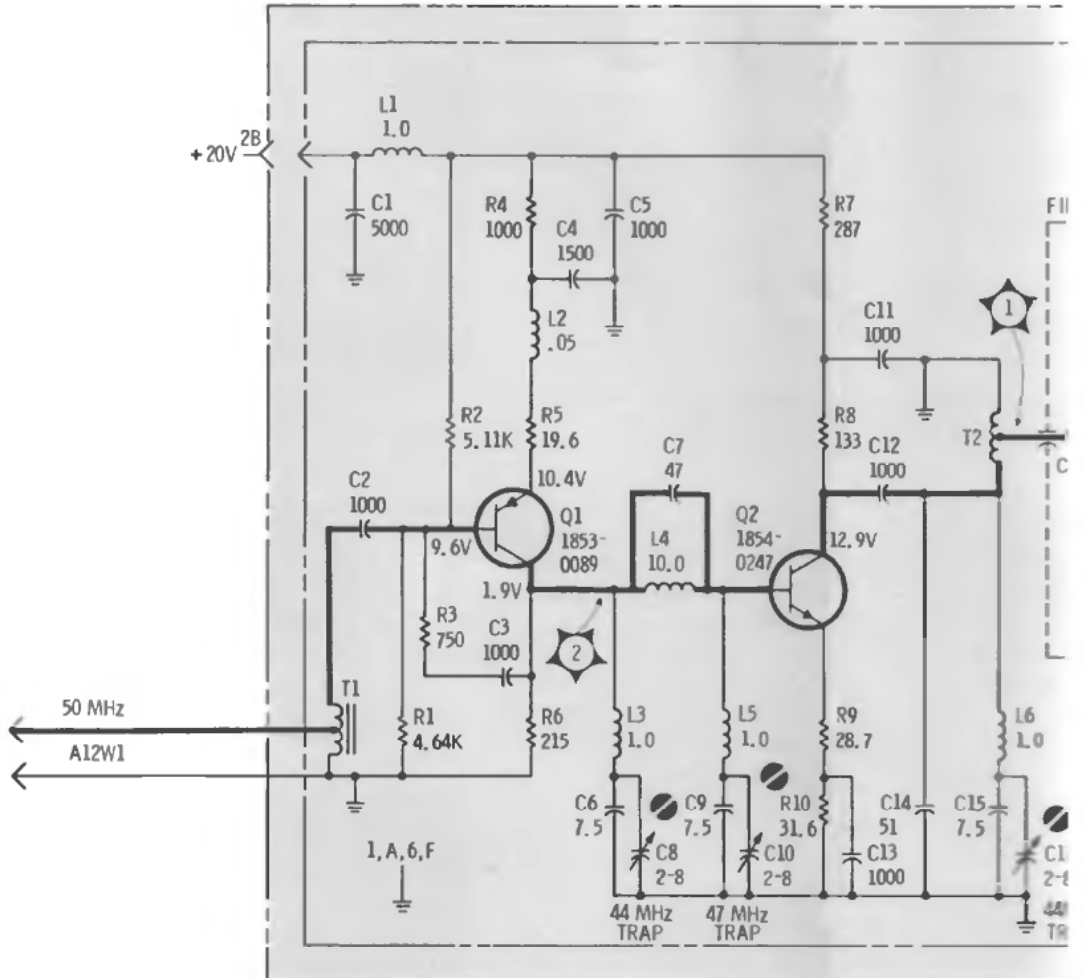 2B
+ 20V
L1
1.0
C1
5000
R4
1000
C4
1500
C5
1000
R7
287
FI
L2
.05
C11
1000
1
R2
5.11K
R5
19.6
C7
47
R8
133
C12
1000
T2
C
10.4V
C2
1000
9.6V
Q1
1853-
0089
L4
10.0
Q2
1854-
0247
12.9V
1.9V
R3
750
C3
1000
2
50 MHz
A12W1
T1
R1
4.64K
R6
215
L3
1.0
L5
1.0
R9
28.7
L6
1.0
C6
7.5
C9
7.5
R10
31.6
C14
51
C15
7.5
C8
2-8
C10
2-8
C13
1000
1, A, 6, F
44 MHz
TRAP
47 MHz
TRAP